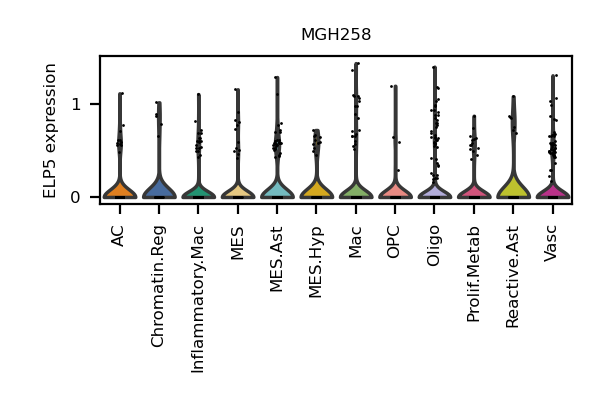 MGH258
ELP5 expression
1
0
AC
Chromatin.Reg
Inflammatory.Mac
MES
MES.Ast
MES.Hyp
Mac
OPC
Oligo
Prolif.Metab
Reactive.Ast
Vasc